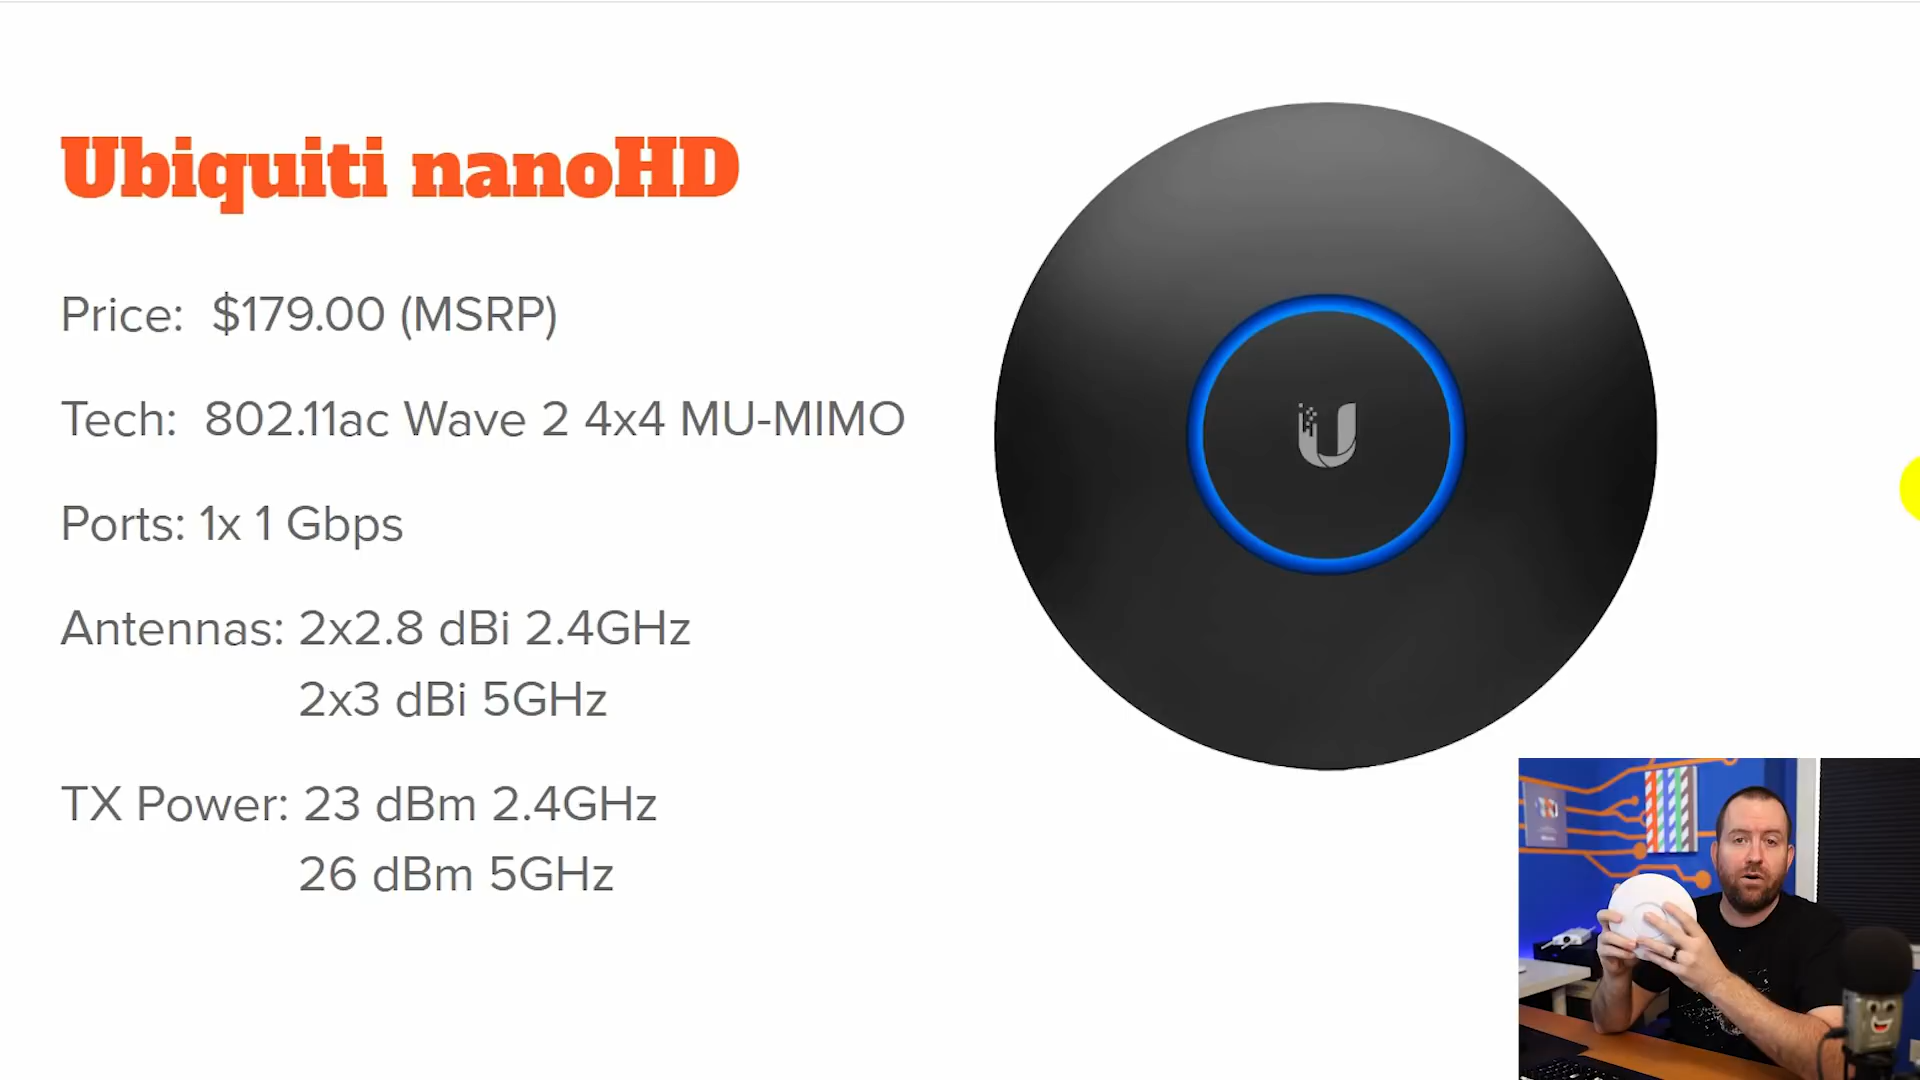 Ubiquiti nanoHD
Price: $179.00 (MSRP)
Tech: 802.11ac Wave 2 4x4 MU-MIMO
Ports: 1x 1 Gbps
Antennas: 2x2.8 dBi 2.4GHz
2x3 dBi 5GHz
TX Power: 23 dBm 2.4GHz
26 dBm 5GHz